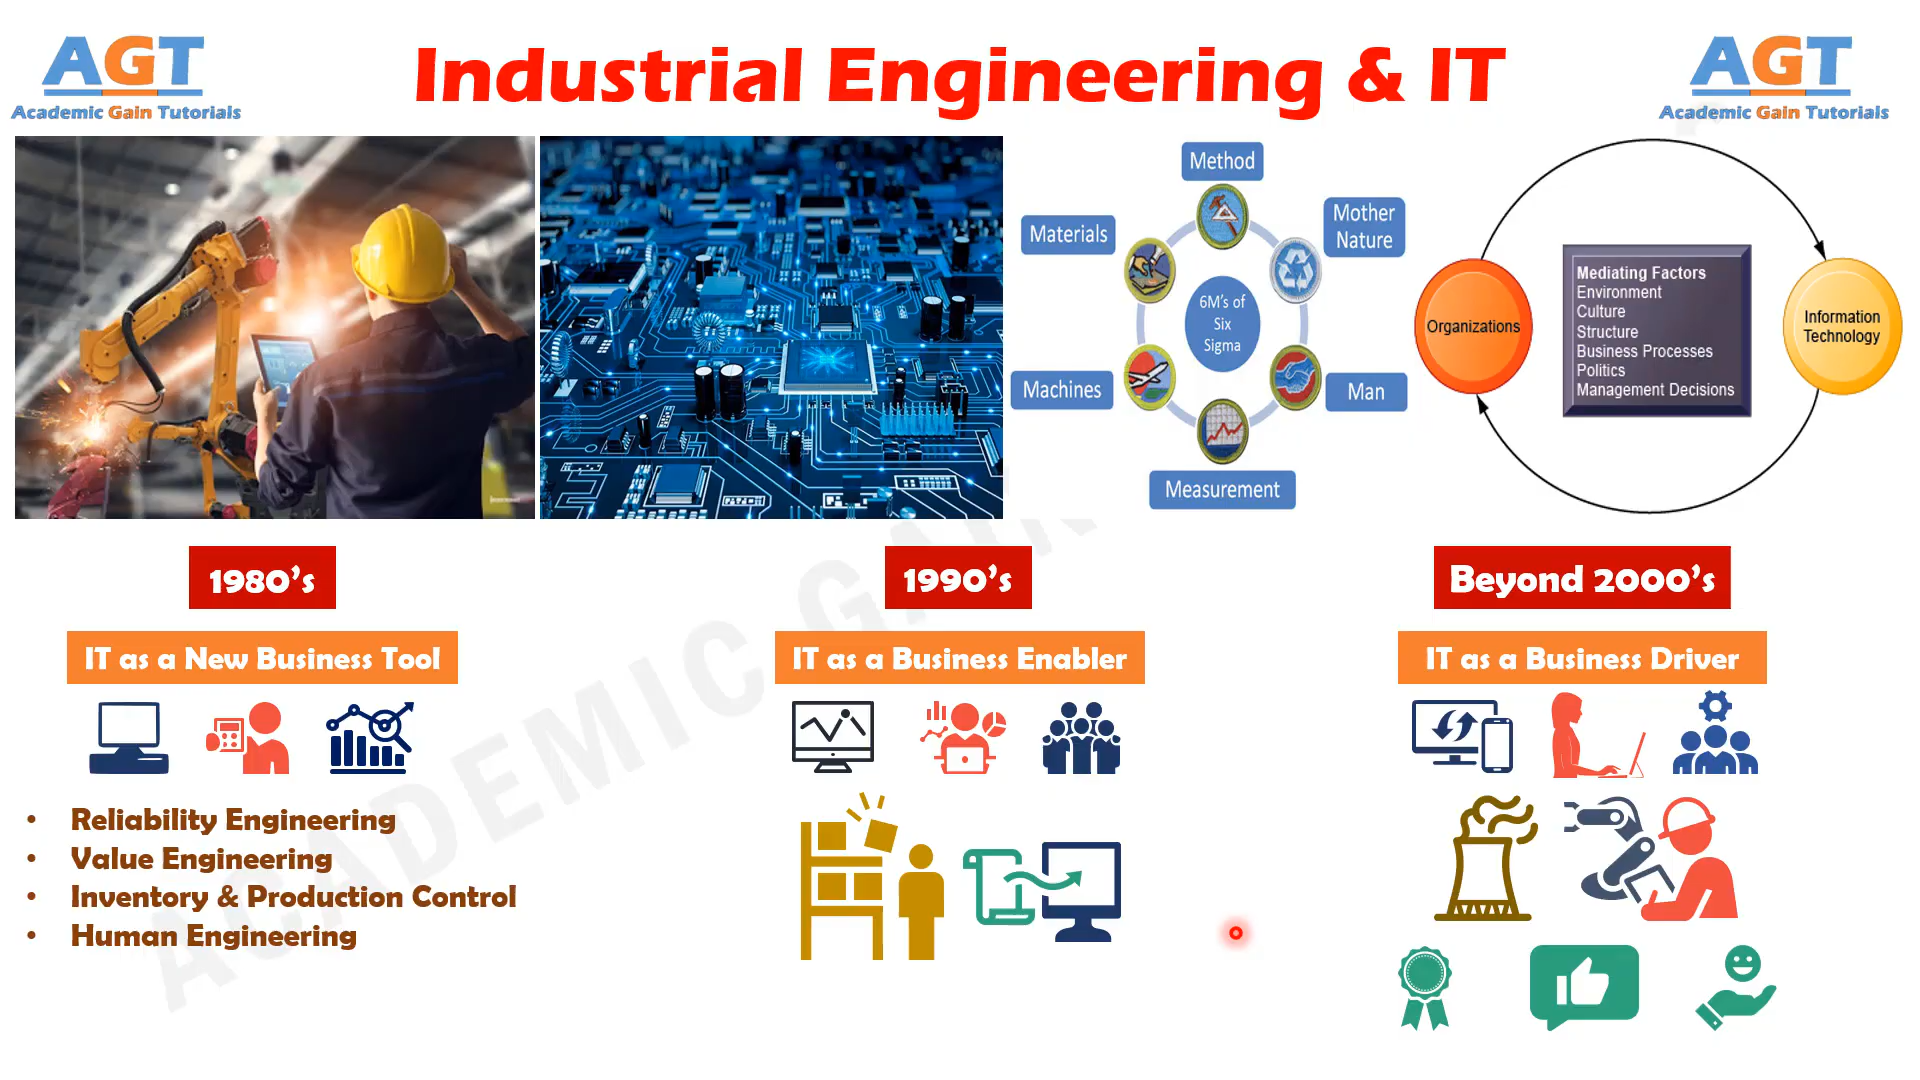 AGT
Academic Gain Tutorials
Industrial Engineering & IT
AGT
Academic Gain Tutorials
Method
Materials
Mother
Nature
6M's of
Six
Sigma
Machines
Man
Measurement
Organizations
Mediating Factors
Environment
Culture
Structure
Business Processes
Politics
Management Decisions
Information
Technology
ACADEMIC GAIN
1980's
1990's
Beyond 2000's
IT as a New Business Tool
IT as a Business Enabler
IT as a Business Driver
• Reliability Engineering
• Value Engineering
• Inventory & Production Control
• Human Engineering